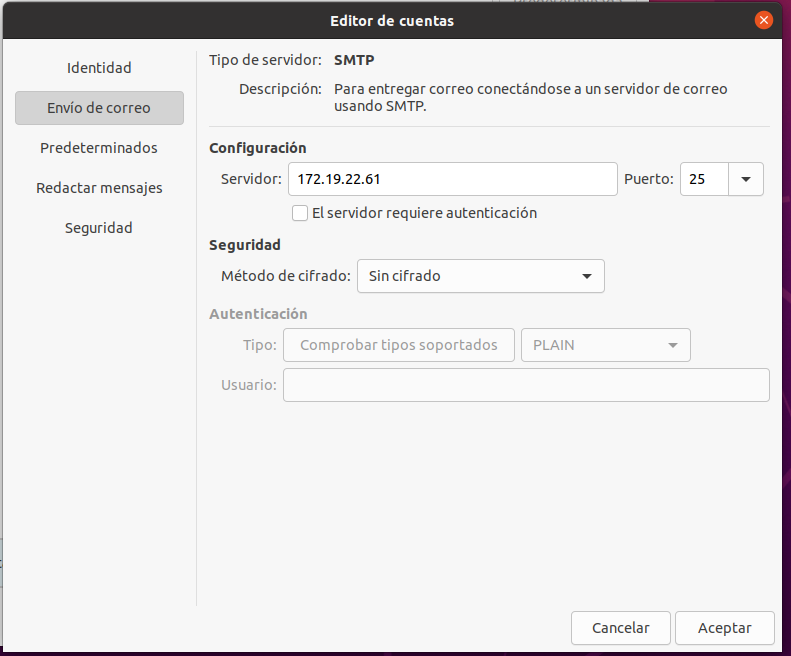 Editor de cuentas
Identidad
Envío de correo
Predeterminados
Redactar mensajes
Seguridad
Tipo de servidor: SMTP
Descripción: Para entregar correo conectándose a un servidor de correo
usando SMTP.
Configuración
Servidor: 172.19.22.61 Puerto: 25
El servidor requiere autenticación
Seguridad
Método de cifrado: Sin cifrado
Autenticación
Tipo: Comprobar tipos soportados PLAIN
Usuario:
Cancelar Aceptar